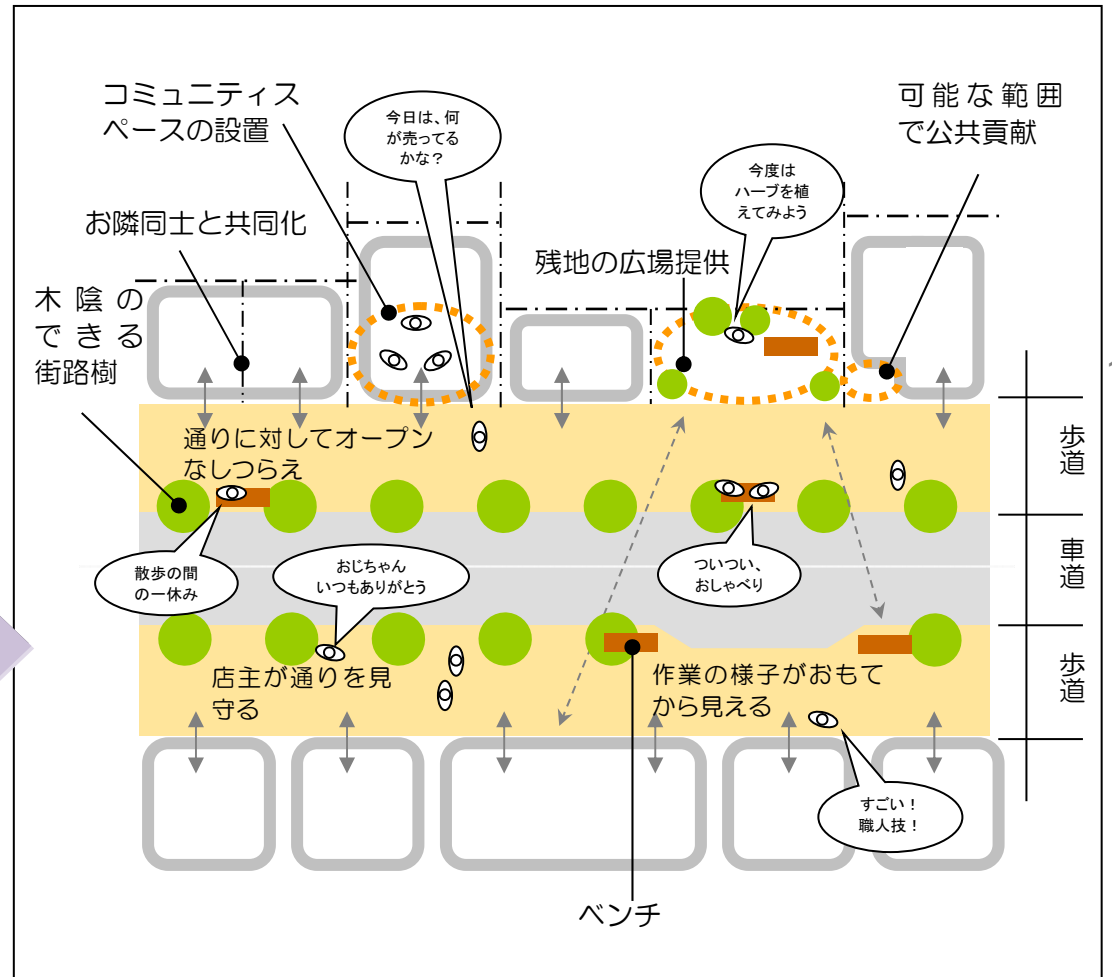 コミュニティス
ペースの設置
今日は、何
が売ってる
かな？
可能な範囲
で公共貢献
今度は
ハーブを植
えてみよう
お隣同士と共同化
残地の広場提供
木陰の
できる
街路樹
通りに対してオープン
なしつらえ
歩道
散歩の間
の一休み
おじちゃん
いつもありがとう
ついつい、
おしゃべり
車道
店主が通りを見
守る
作業の様子がおもて
から見える
歩道
すごい！
職人技！
ベンチ